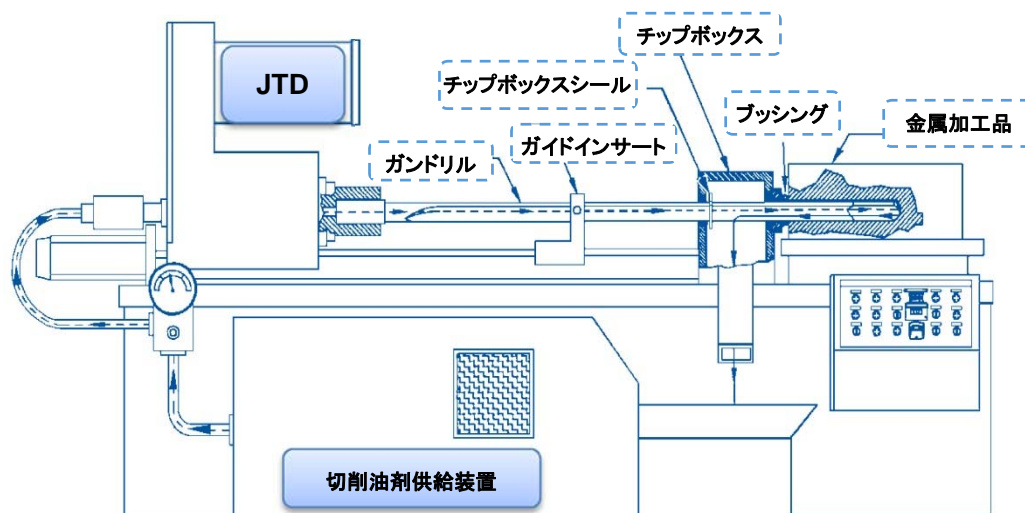 チップボックス
JTD
チップボックスシール
ブッシング
金属加工品
ガイドインサート
ガンドリル
切削油剤供給装置